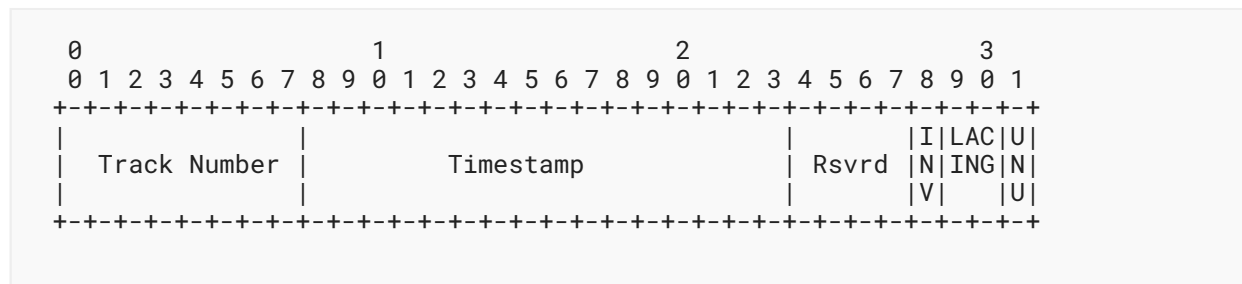 0                   1                   2                   3
 0 1 2 3 4 5 6 7 8 9 0 1 2 3 4 5 6 7 8 9 0 1 2 3 4 5 6 7 8 9 0 1
+-+-+-+-+-+-+-+-+-+-+-+-+-+-+-+-+-+-+-+-+-+-+-+-+-+-+-+-+-+-+-+-+
|               |                               |       |I|LAC|U|
|  Track Number |         Timestamp             | Rsvrd |N|ING|N|
|               |                               |       |V|   |U|
+-+-+-+-+-+-+-+-+-+-+-+-+-+-+-+-+-+-+-+-+-+-+-+-+-+-+-+-+-+-+-+-+